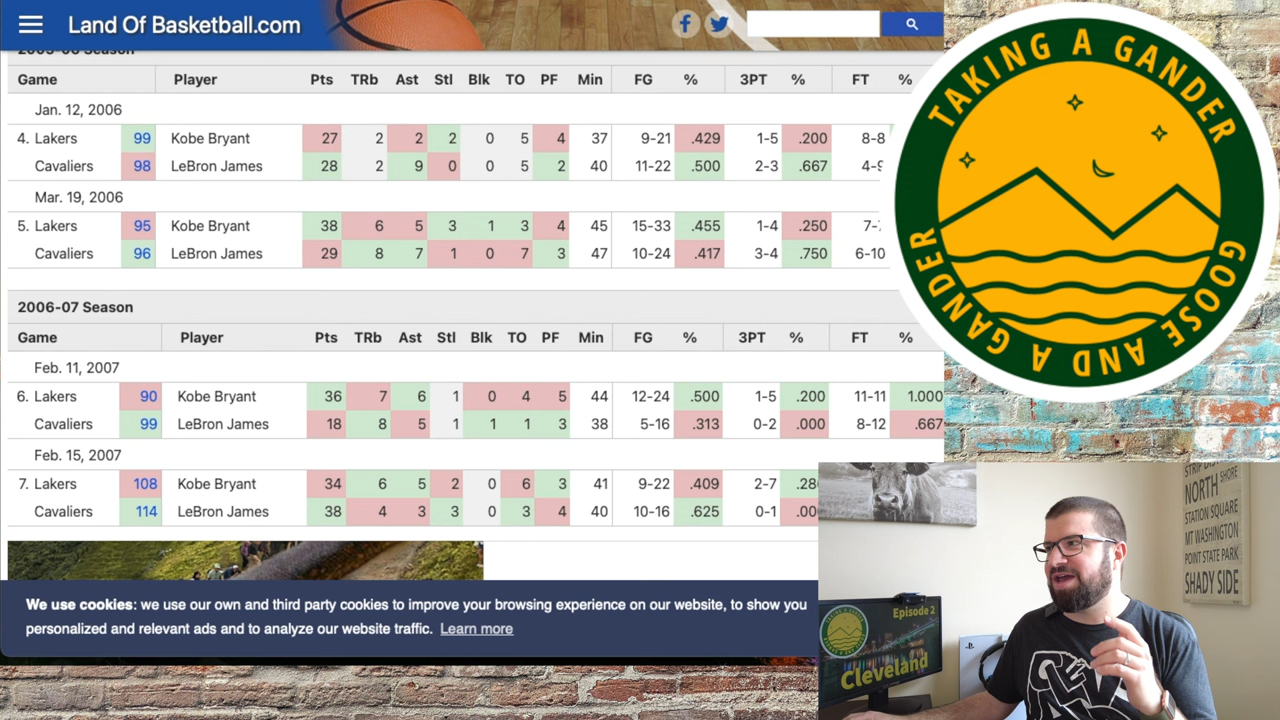 Land Of Basketball.com
2005-06 Season
Game Player Pts TRb Ast Stl Blk TO PF Min FG % 3PT % FT %
Jan. 12, 2006
4. Lakers 99 Kobe Bryant 27 2 2 2 0 5 4 37 9-21 .429 1-5 .200 8-8
Cavaliers 98 LeBron James 28 2 9 0 0 5 2 40 11-22 .500 2-3 .667
Mar. 19, 2006
5. Lakers 95 Kobe Bryant 38 6 5 3 1 3 4 45 15-33 .455 1-4 .250
Cavaliers 96 LeBron James 29 8 7 1 0 7 3 47 10-24 .417 3-4 .750 6-10
2006-07 Season
Game Player Pts TRb Ast Stl Blk TO PF Min FG % 3PT % FT %
Feb. 11, 2007
6. Lakers 90 Kobe Bryant 36 7 6 1 0 4 5 44 12-24 .500 1-5 .200 11-11 1.000
Cavaliers 99 LeBron James 18 8 5 1 1 1 3 38 5-16 .313 0-2 .000 8-12 .667
Feb. 15, 2007
7. Lakers 108 Kobe Bryant 34 6 5 2 0 6 3 41 9-22 .409 2-7 .28
Cavaliers 114 LeBron James 38 4 3 3 0 3 4 40 10-16 .625 0-1 .00
We use cookies: we use our own and third party cookies to improve your browsing experience on our website, to show you
personalized and relevant ads and to analyze our website traffic. Learn more
TAKING A GANDER
GOOSE AND A GANDER
Episode 2
Cleveland
NORTH SHORE
STATION SQUARE
MT WASHINGTON
POINT STATE PARK
SHADY SIDE